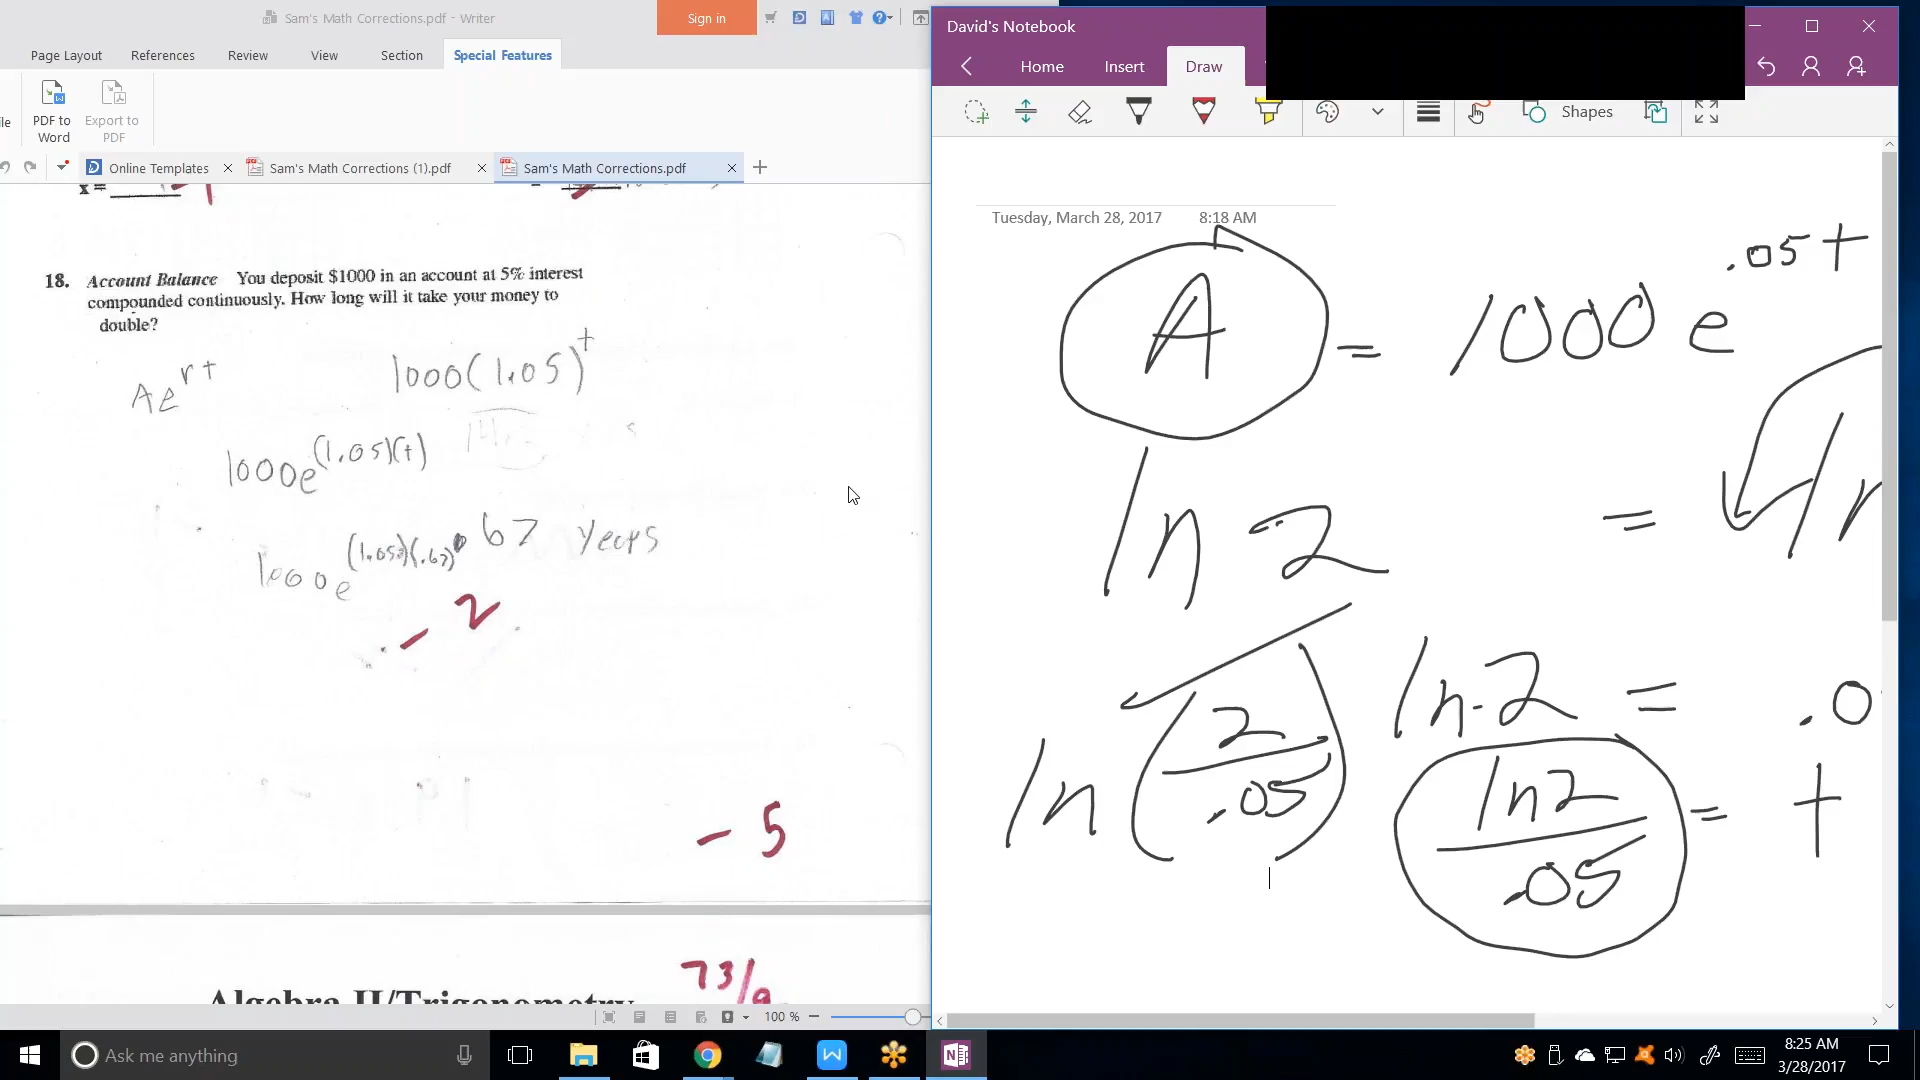 Sam's Math Corrections.pdf - Writer
Sign in
Page Layout References Review View Section Special Features
PDF to Word
Export to PDF
Online Templates
Sam's Math Corrections (1).pdf
Sam's Math Corrections.pdf
x =
18. Account Balance You deposit $1000 in an account at 5% interest
compounded continuously. How long will it take your money to
double?
Ae^rt
1000(1.05)^t
1000e^(1.05)(t)
1000e^(1.05)(.67)
67 years
- 2
- 5
73/
Algebra II/Trigonometry
100 %
David's Notebook
Home Insert Draw
Shapes
Tuesday, March 28, 2017 8:18 AM
A = 1000 e^.05t
ln 2 =
ln 2 = .0
ln (2/.05)
ln 2/.05 = t
Ask me anything
8:25 AM
3/28/2017